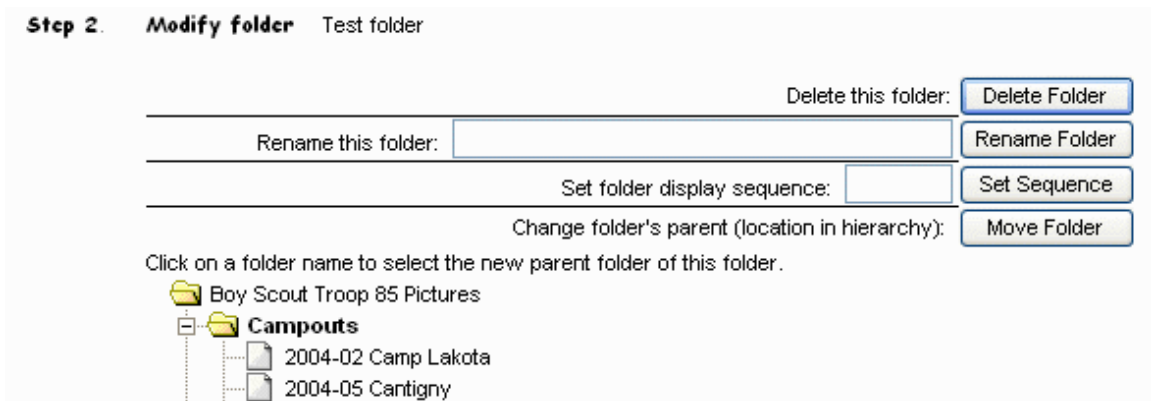 Step 2. Modify folder Test folder
Delete this folder: Delete Folder
Rename this folder: Rename Folder
Set folder display sequence: Set Sequence
Change folder's parent (location in hierarchy): Move Folder
Click on a folder name to select the new parent folder of this folder.
Boy Scout Troop 85 Pictures
Campouts
2004-02 Camp Lakota
2004-05 Cantigny